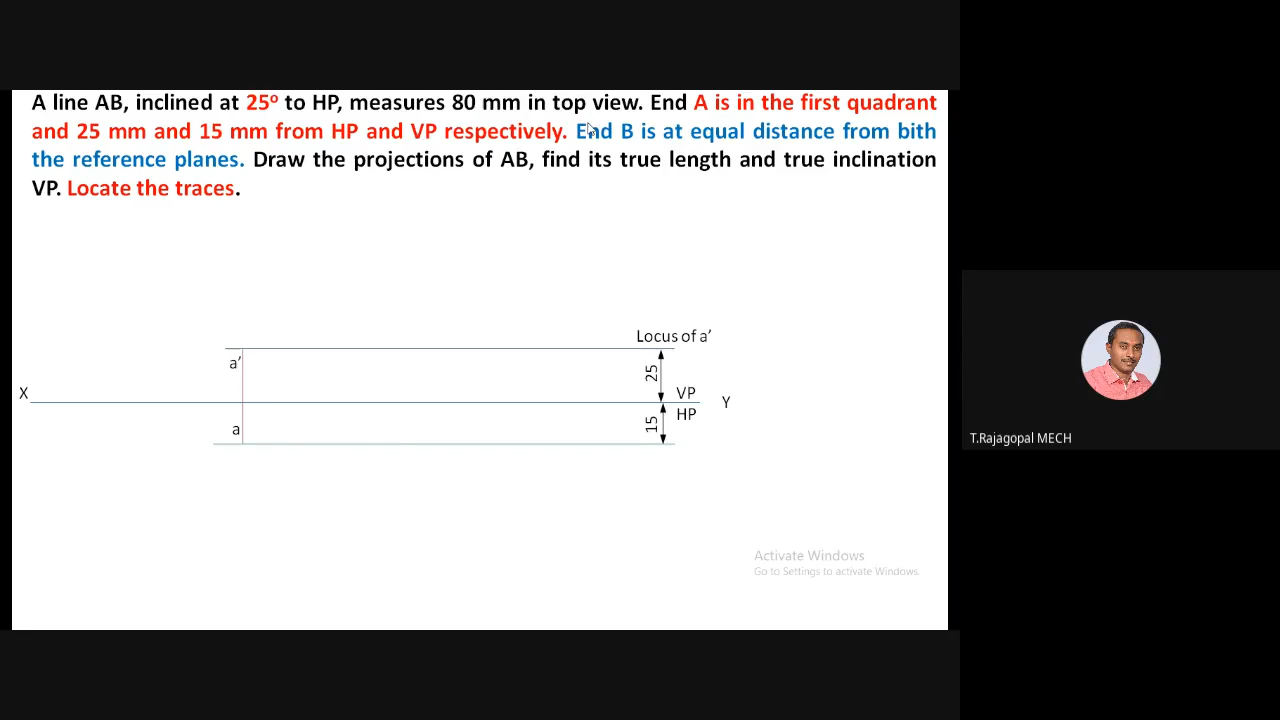 A line AB, inclined at 25º to HP, measures 80 mm in top view. End A is in the first quadrant
and 25 mm and 15 mm from HP and VP respectively. End B is at equal distance from bith
the reference planes. Draw the projections of AB, find its true length and true inclination
VP. Locate the traces.
Locus of a’
a’
25
X
VP
Y
HP
15
a
T.Rajagopal MECH
Activate Windows
Go to Settings to activate Windows.